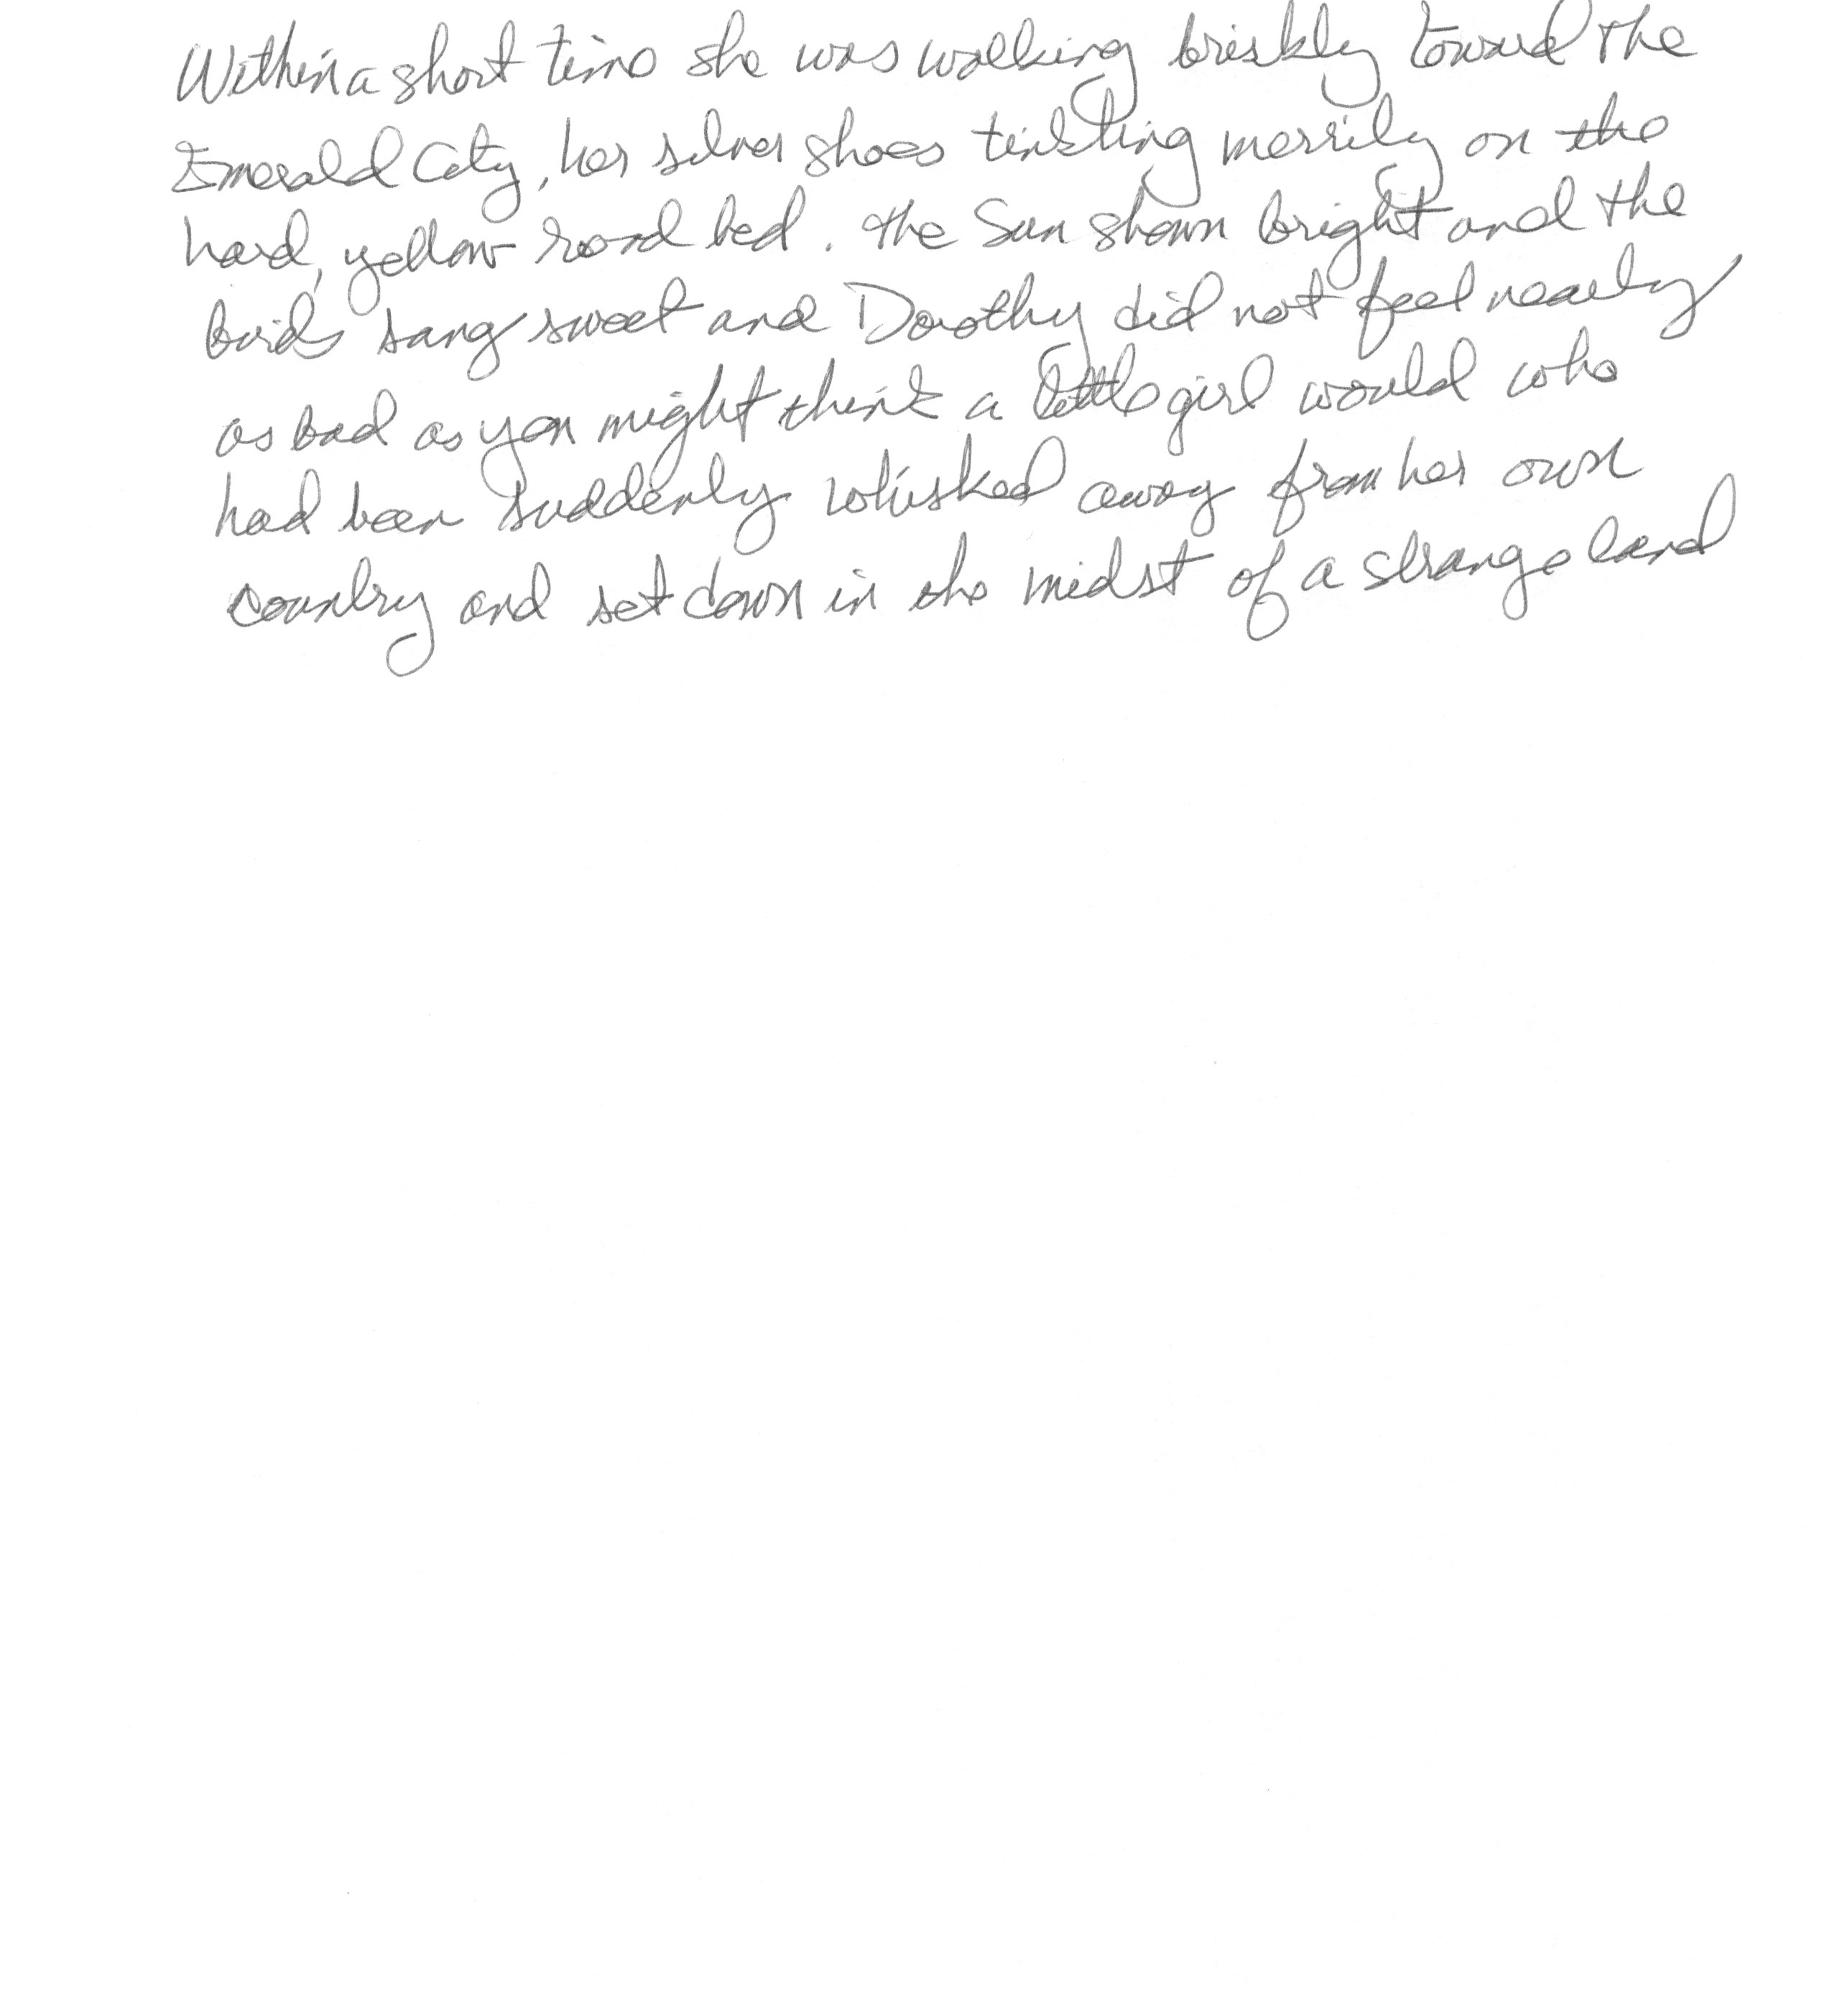 Within a short time she was walking briskly toward the
Emerald City, her silver shoes tinkling merrily on the
hard, yellow road bed. the Sun shown bright and the
birds sang sweet and Dorothy did not feel nearly
as bad as you might think a little girl would who
had been suddenly whisked away from her own
country and set down in the midst of a strange land